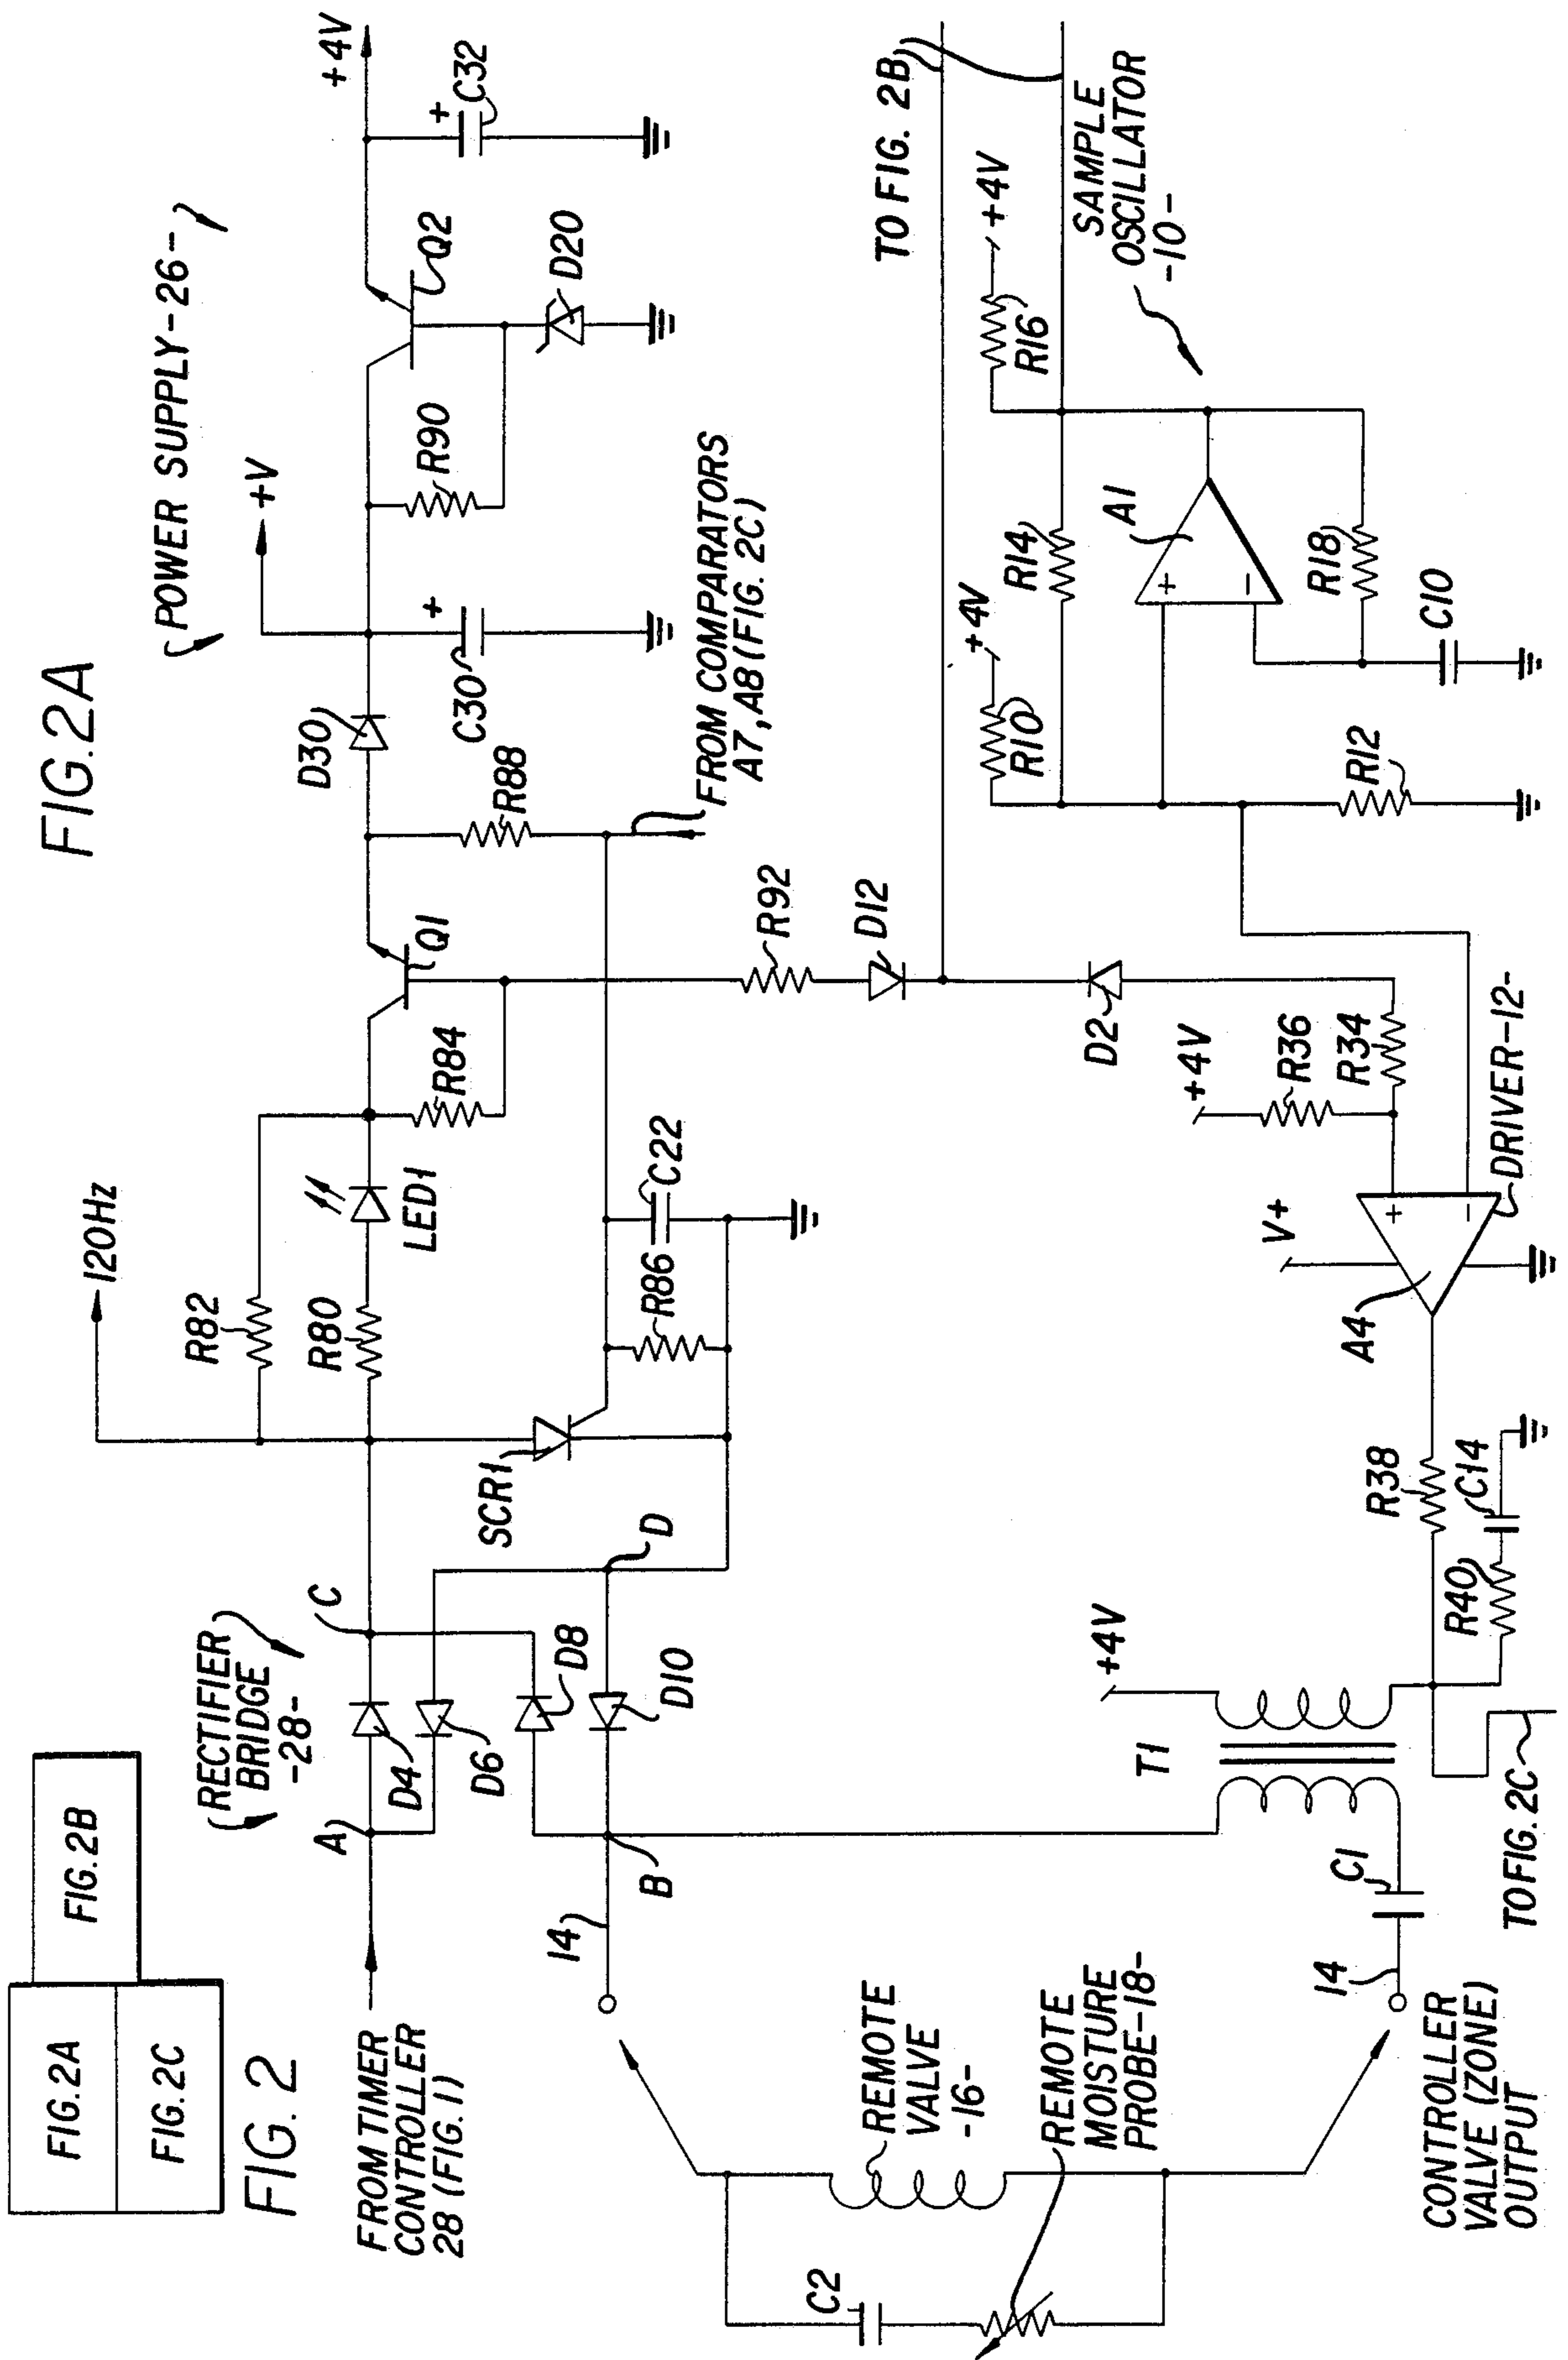 FIG.2A
FIG.2B
FIG.2C
FIG. 2
FIG.2A
POWER SUPPLY-26-
RECTIFIER
BRIDGE
-28-
FROM TIMER
CONTROLLER
28 (FIG.1)
A
C
D4
D6
D8
D10
B
D
14
120Hz
R82
R80
LED1
R84
Q1
SCR1
R86
C22
R88
D30
C30
+
+V
R90
Q2
D20
+4V
+
C32
FROM COMPARATORS
A7, A8 (FIG. 2C)
R92
D12
D2
TO FIG. 2B
+4V
R10
R14
+4V
R16
SAMPLE
OSCILLATOR
-10-
A1
+
-
R18
C10
R12
+4V
R36
R34
V+
+
-
A4
DRIVER-12-
R38
R40
C14
+4V
T1
C1
TO FIG. 2C
14
REMOTE
VALVE
-16-
REMOTE
MOISTURE
PROBE-18-
C2
CONTROLLER
VALVE (ZONE)
OUTPUT